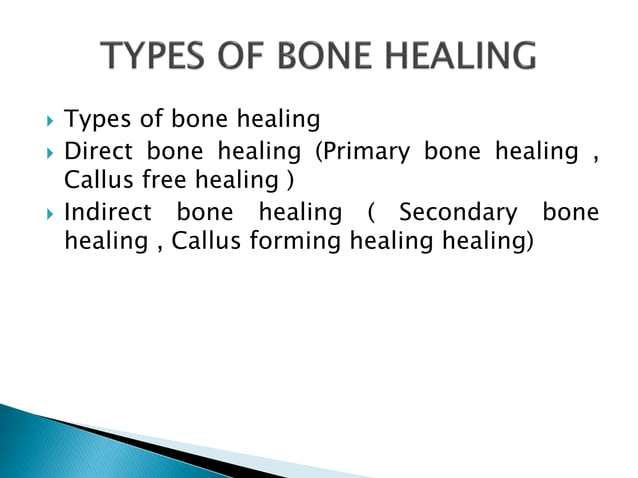 TYPES OF BONE HEALING
Types of bone healing
Direct bone healing (Primary bone healing ,
Callus free healing )
Indirect bone healing ( Secondary bone
healing , Callus forming healing healing)